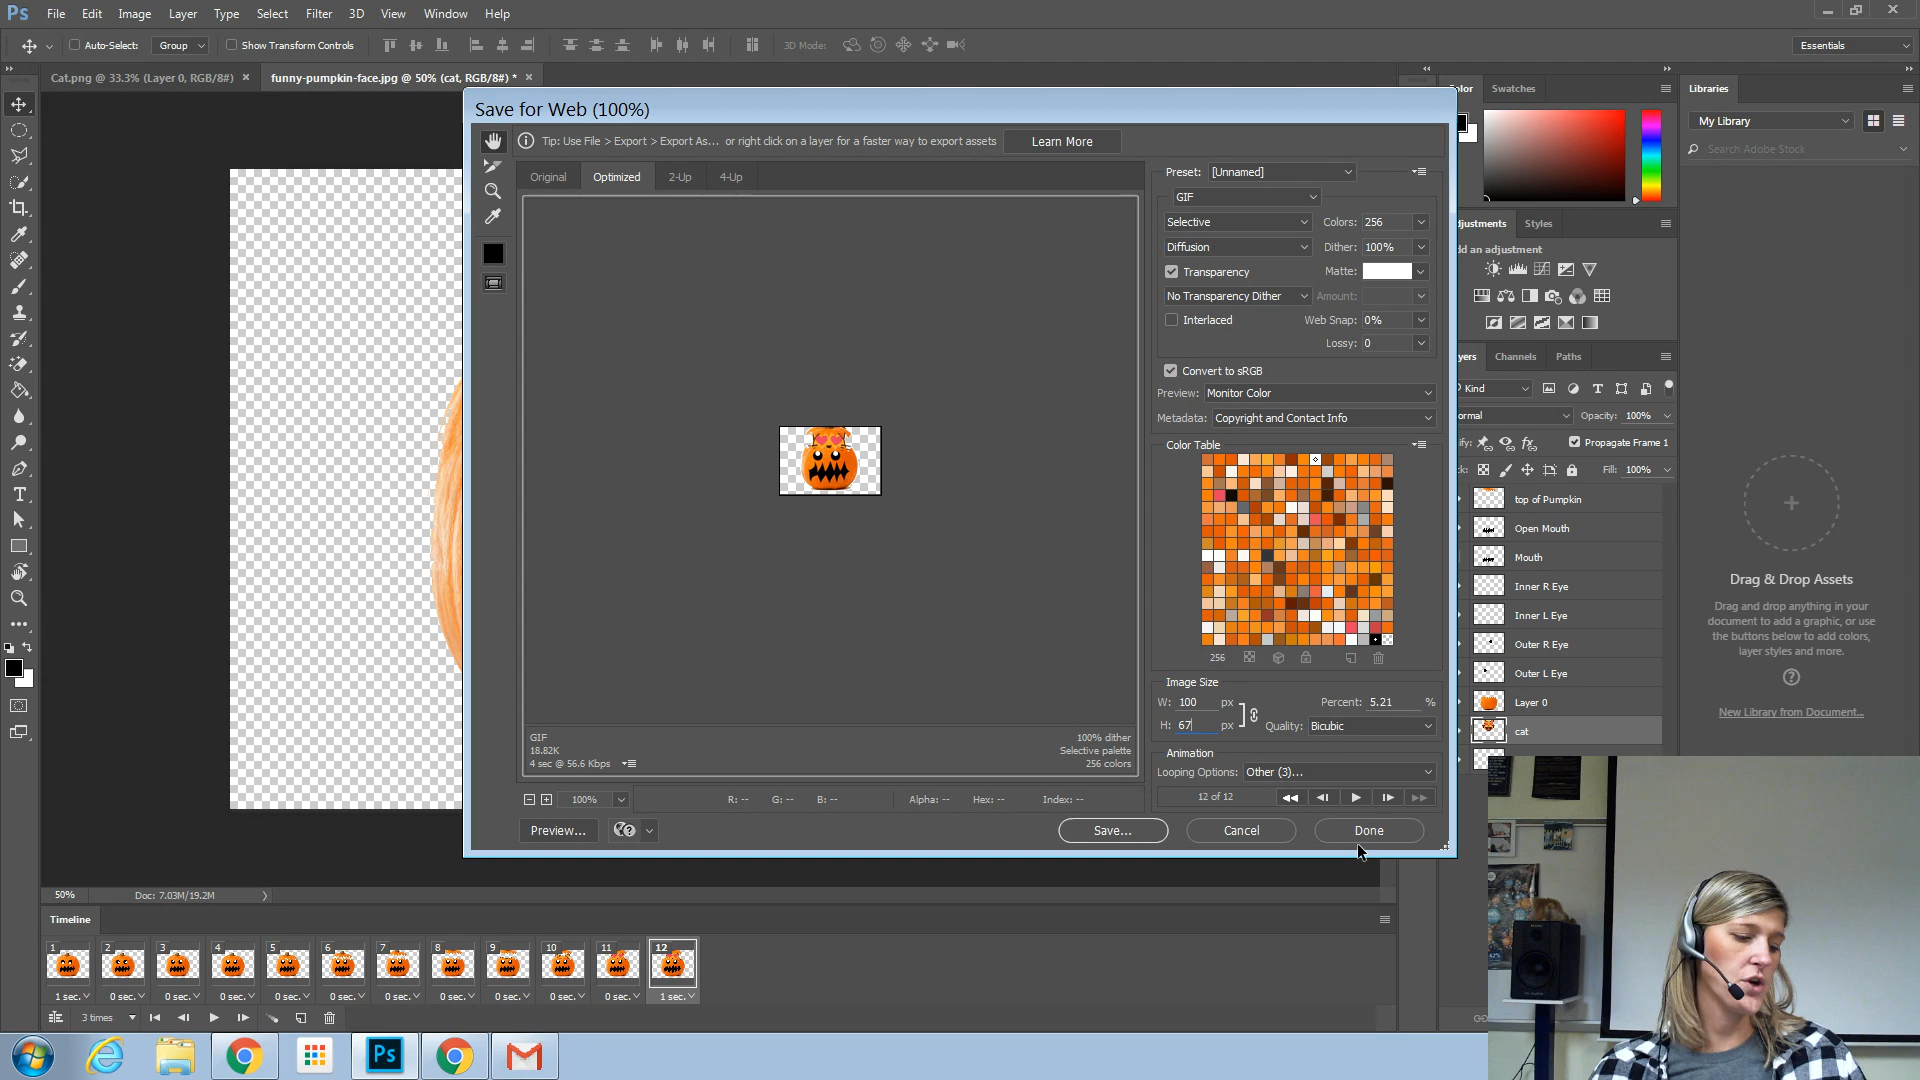 Ps File Edit Image Layer Type Select Filter 3D View Window Help
Auto-Select: Group Show Transform Controls 3D Mode: Essentials
Cat.png @ 33.3% (Layer 0, RGB/8#) × funny-pumpkin-face.jpg @ 50% (cat, RGB/8#) * ×
Save for Web (100%)
Tip: Use File > Export > Export As... or right click on a layer for a faster way to export assets Learn More
Original Optimized 2-Up 4-Up
Preset: [Unnamed]
GIF
Selective Colors: 256
Diffusion Dither: 100%
Transparency Matte:
No Transparency Dither Amount:
Interlaced Web Snap: 0%
Lossy: 0
Convert to sRGB
Preview: Monitor Color
Metadata: Copyright and Contact Info
Color Table
256
Image Size
W: 100 px Percent: 5.21 %
H: 67 px Quality: Bicubic
Animation
Looping Options: Other (3)...
12 of 12
GIF
18.82K
4 sec @ 56.6 Kbps
100% dither
Selective palette
256 colors
100% R: -- G: -- B: -- Alpha: -- Hex: -- Index: --
Preview... Save... Cancel Done
olor Swatches
djustments Styles
dd an adjustment
yers Channels Paths
Kind
ormal Opacity: 100%
ify: Propagate Frame 1
ck: Fill: 100%
top of Pumpkin
Open Mouth
Mouth
Inner R Eye
Inner L Eye
Outer R Eye
Outer L Eye
Layer 0
cat
Libraries
My Library
Search Adobe Stock
Drag & Drop Assets
Drag and drop anything in your
document to add a graphic, or use
the buttons below to add colors,
layer styles and more.
New Library from Document...
50% Doc: 7.03M/19.2M
Timeline
1 2 3 4 5 6 7 8 9 10 11 12
1 sec. 0 sec. 0 sec. 0 sec. 0 sec. 0 sec. 0 sec. 0 sec. 0 sec. 0 sec. 0 sec. 1 sec.
3 times
Ps